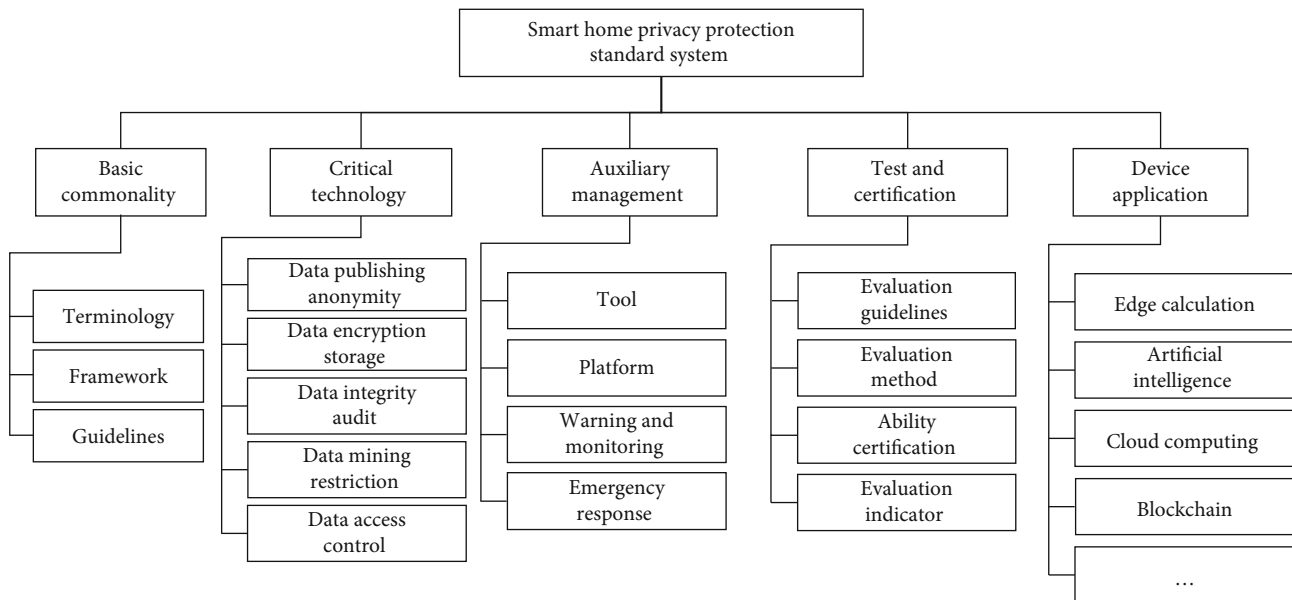 Smart home privacy protection
standard system
Basic
commonality
Critical
technology
Auxiliary
management
Test and
certification
Device
application
Terminology
Framework
Guidelines
Data publishing
anonymity
Data encryption
storage
Data integrity
audit
Data mining
restriction
Data access
control
Tool
Platform
Warning and
monitoring
Emergency
response
Evaluation
guidelines
Evaluation
method
Ability
certification
Evaluation
indicator
Edge calculation
Artificial
intelligence
Cloud computing
Blockchain
…